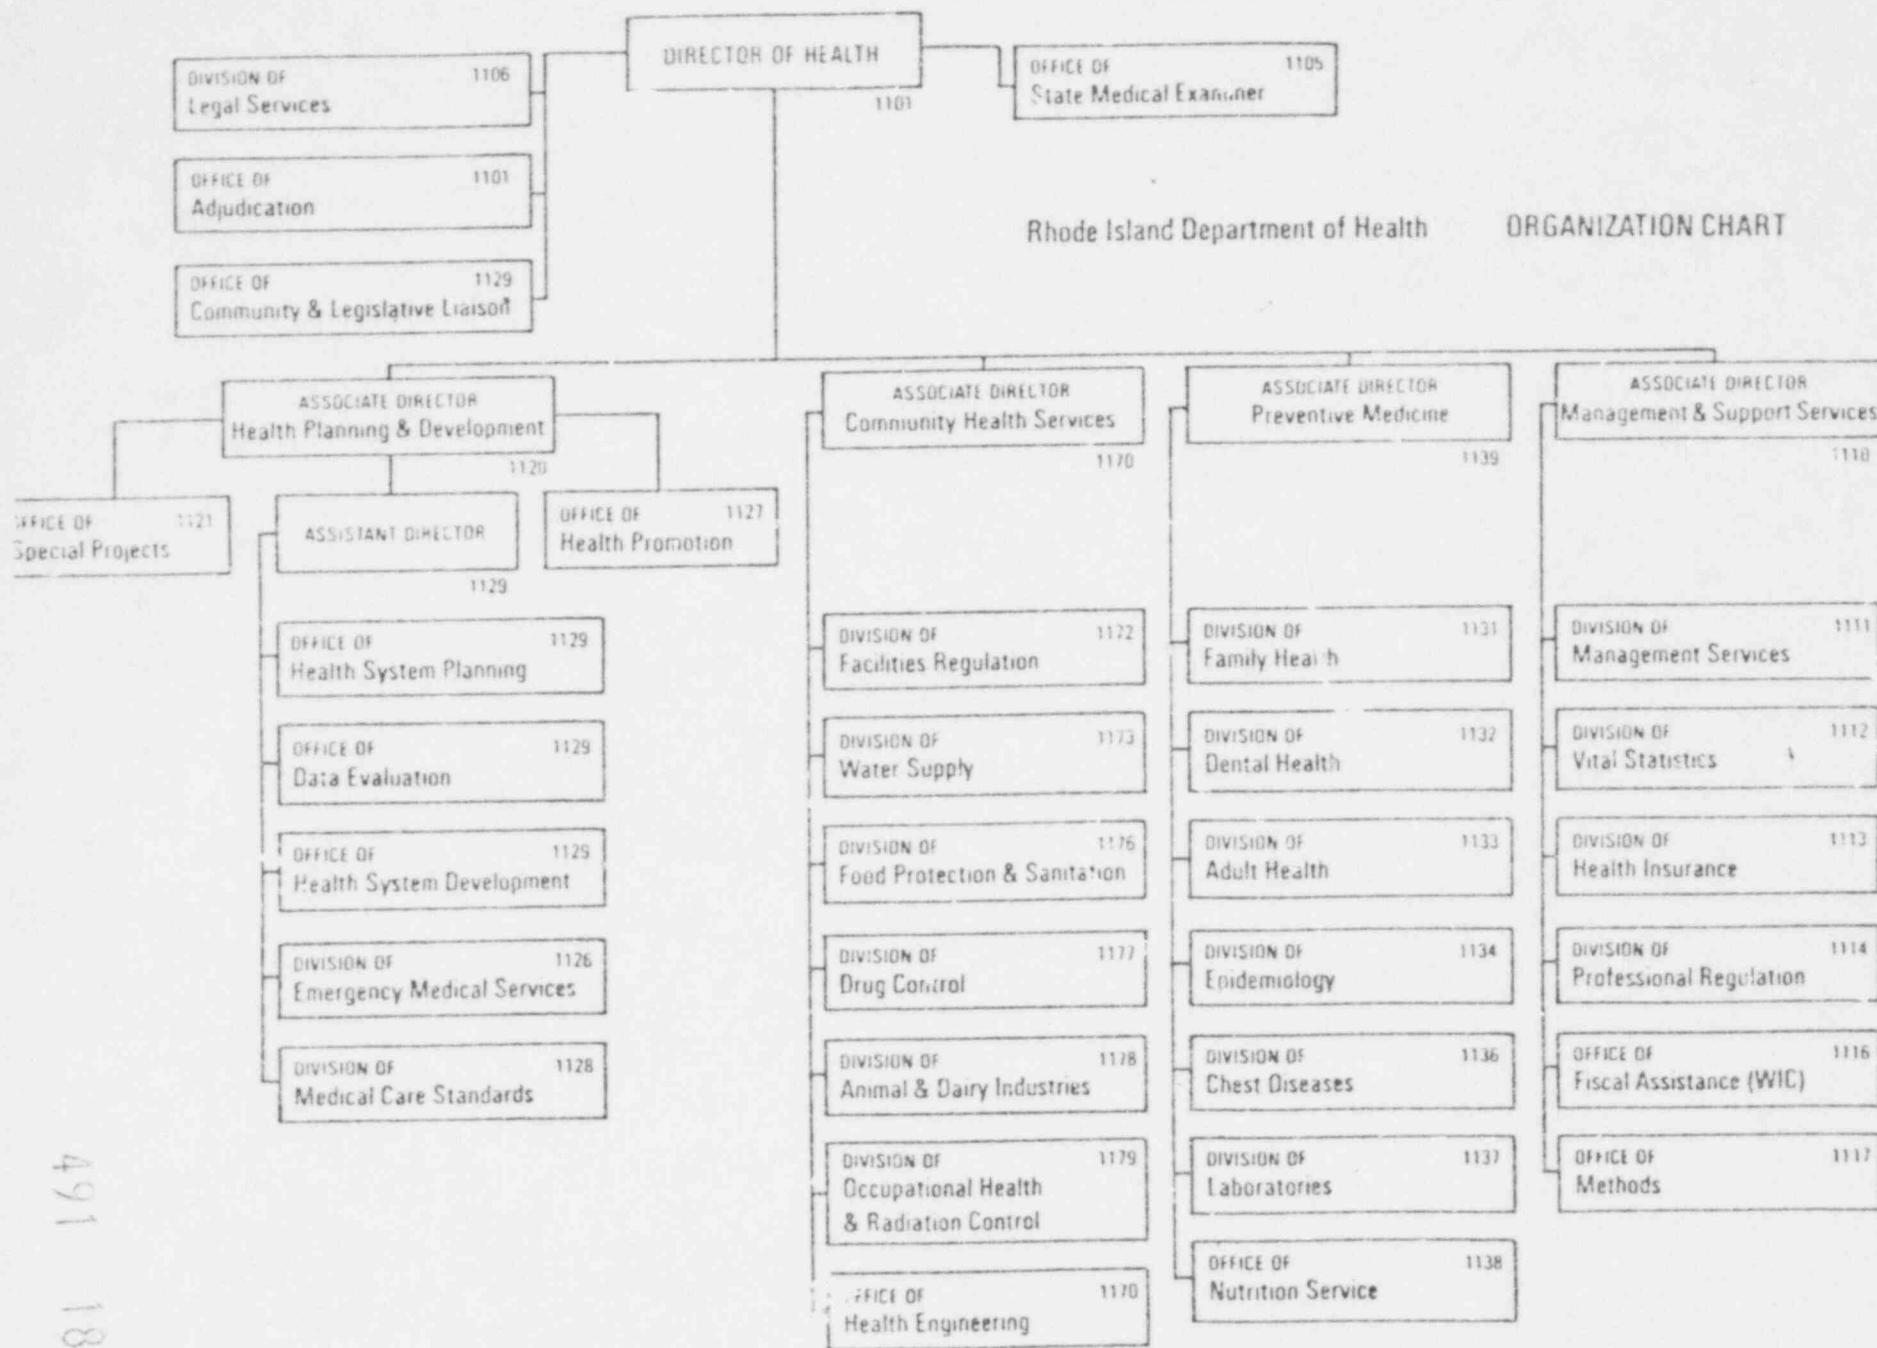 DIRECTOR OF HEALTH
1101
DIVISION OF 1106
Legal Services
OFFICE OF 1101
Adjudication
OFFICE OF 1129
Community & Legislative Liaison
OFFICE OF 1105
State Medical Examiner
Rhode Island Department of Health ORGANIZATION CHART
ASSOCIATE DIRECTOR
Health Planning & Development
1120
OFFICE OF 1121
Special Projects
ASSISTANT DIRECTOR
1129
OFFICE OF 1127
Health Promotion
OFFICE OF 1129
Health System Planning
OFFICE OF 1129
Data Evaluation
OFFICE OF 1129
Health System Development
DIVISION OF 1126
Emergency Medical Services
DIVISION OF 1128
Medical Care Standards
ASSOCIATE DIRECTOR
Community Health Services
1170
DIVISION OF
Facilities Regulation
DIVISION OF 1173
Water Supply
DIVISION OF 1176
Food Protection & Sanitation
DIVISION OF 1177
Drug Control
DIVISION OF 1178
Animal & Dairy Industries
DIVISION OF 1179
Occupational Health
& Radiation Control
OFFICE OF 1170
Health Engineering
ASSOCIATE DIRECTOR
Preventive Medicine
1139
DIVISION OF 1131
Family Health
DIVISION OF 1132
Dental Health
DIVISION OF 1133
Adult Health
DIVISION OF 1134
Epidemiology
DIVISION OF 1136
Chest Diseases
DIVISION OF 1137
Laboratories
OFFICE OF 1138
Nutrition Service
ASSOCIATE DIRECTOR
Management & Support Services
DIVISION OF 1111
Management Services
DIVISION OF 1112
Vital Statistics
DIVISION OF 1113
Health Insurance
DIVISION OF 1114
Professional Regulation
OFFICE OF 1116
Fiscal Assistance (WIC)
OFFICE OF 1117
Methods
491 18